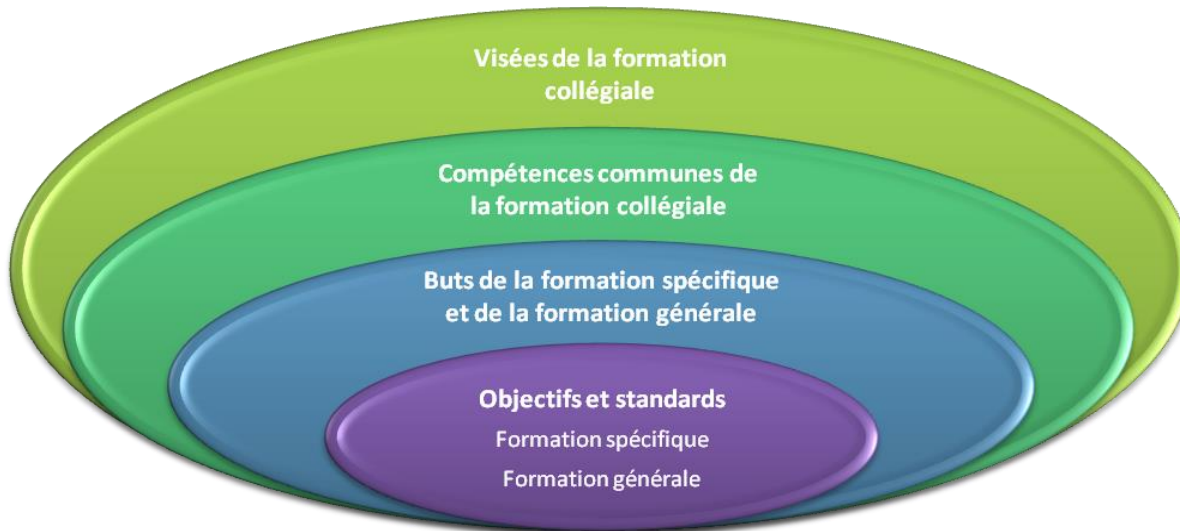 Visées de la formation
collégiale
Compétences communes de
la formation collégiale
Buts de la formation spécifique
et de la formation générale
Objectifs et standards
Formation spécifique
Formation générale